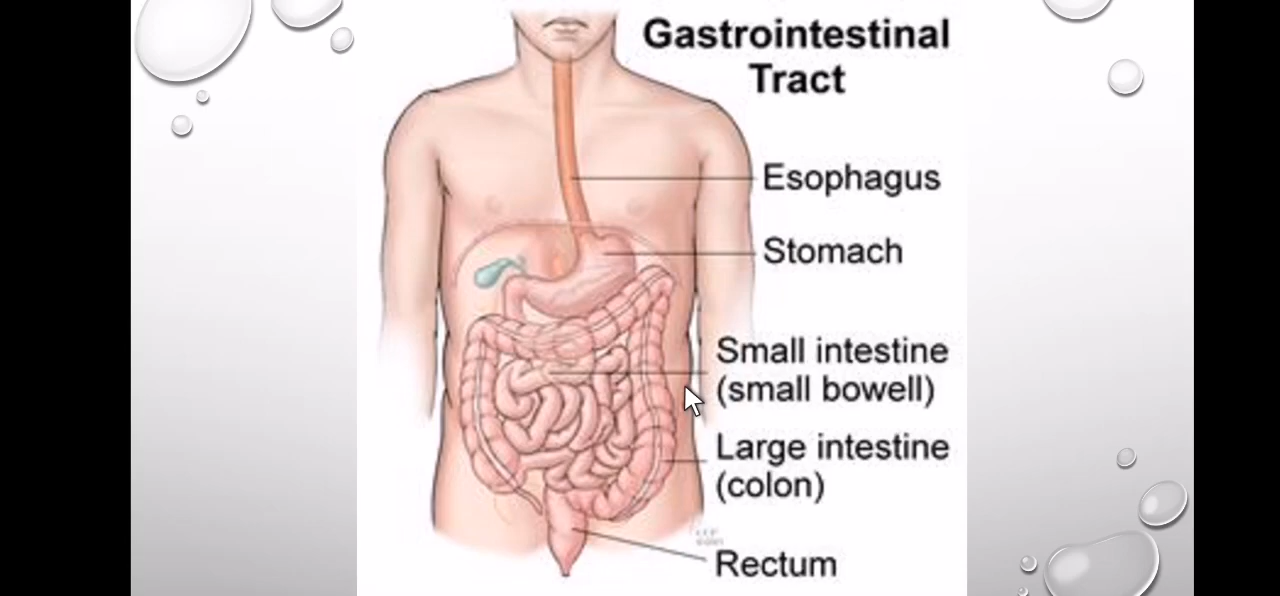 Gastrointestinal
Tract
Esophagus
Stomach
Small intestine
(small bowell)
Large intestine
(colon)
Rectum